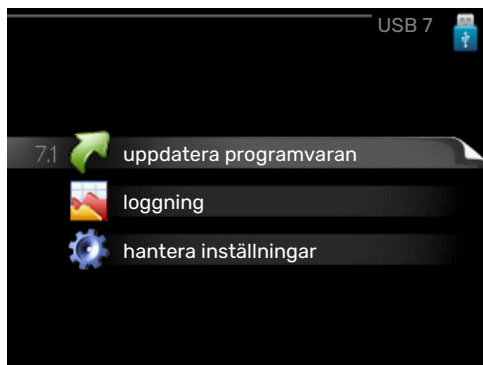 USB 7
7.1 uppdatera programvaran
loggning
hantera inställningar